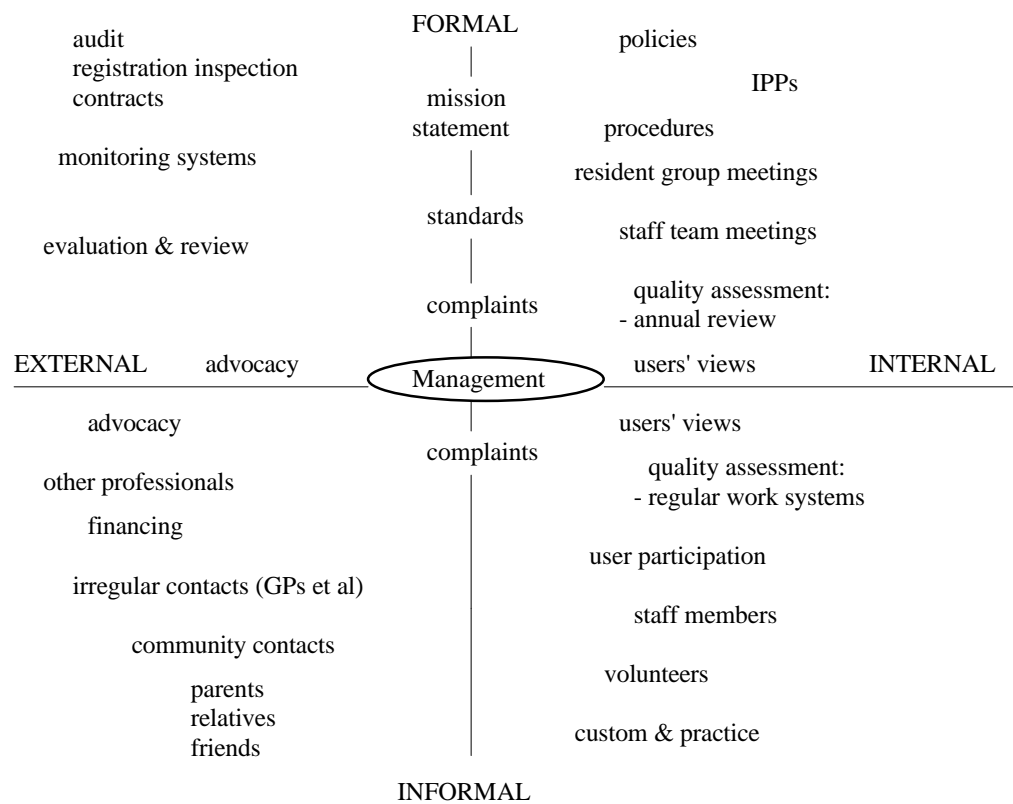 FORMAL
audit
registration inspection
contracts
monitoring systems
evaluation & review
mission
statement
standards
complaints
policies
IPPs
procedures
resident group meetings
staff team meetings
quality assessment:
- annual review
EXTERNAL
advocacy
Management
users' views
INTERNAL
advocacy
other professionals
financing
irregular contacts (GPs et al)
community contacts
parents
relatives
friends
complaints
users' views
quality assessment:
- regular work systems
user participation
staff members
volunteers
custom & practice
INFORMAL